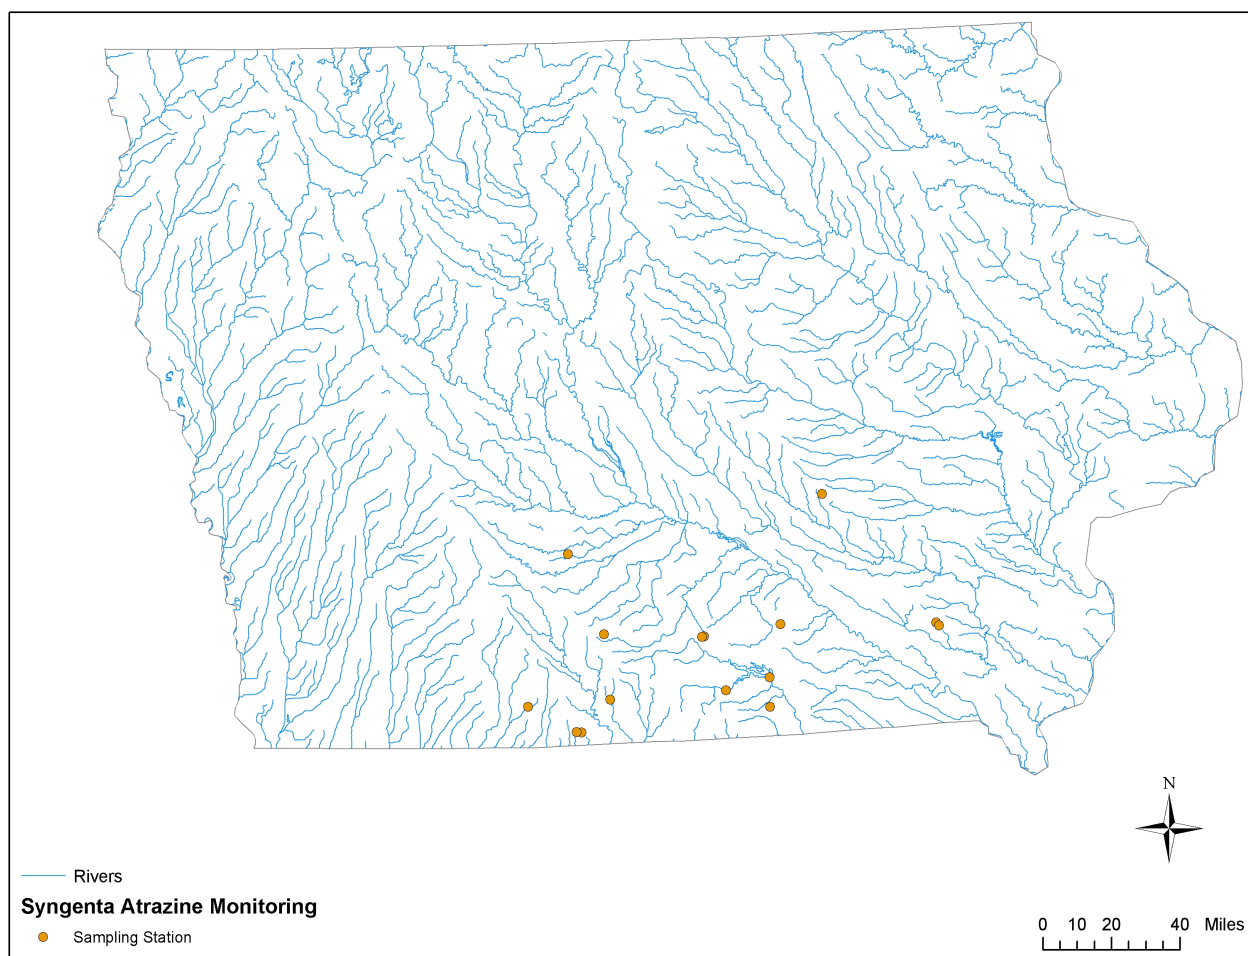 N
Rivers
Syngenta Atrazine Monitoring
Sampling Station
0 10 20 40 Miles